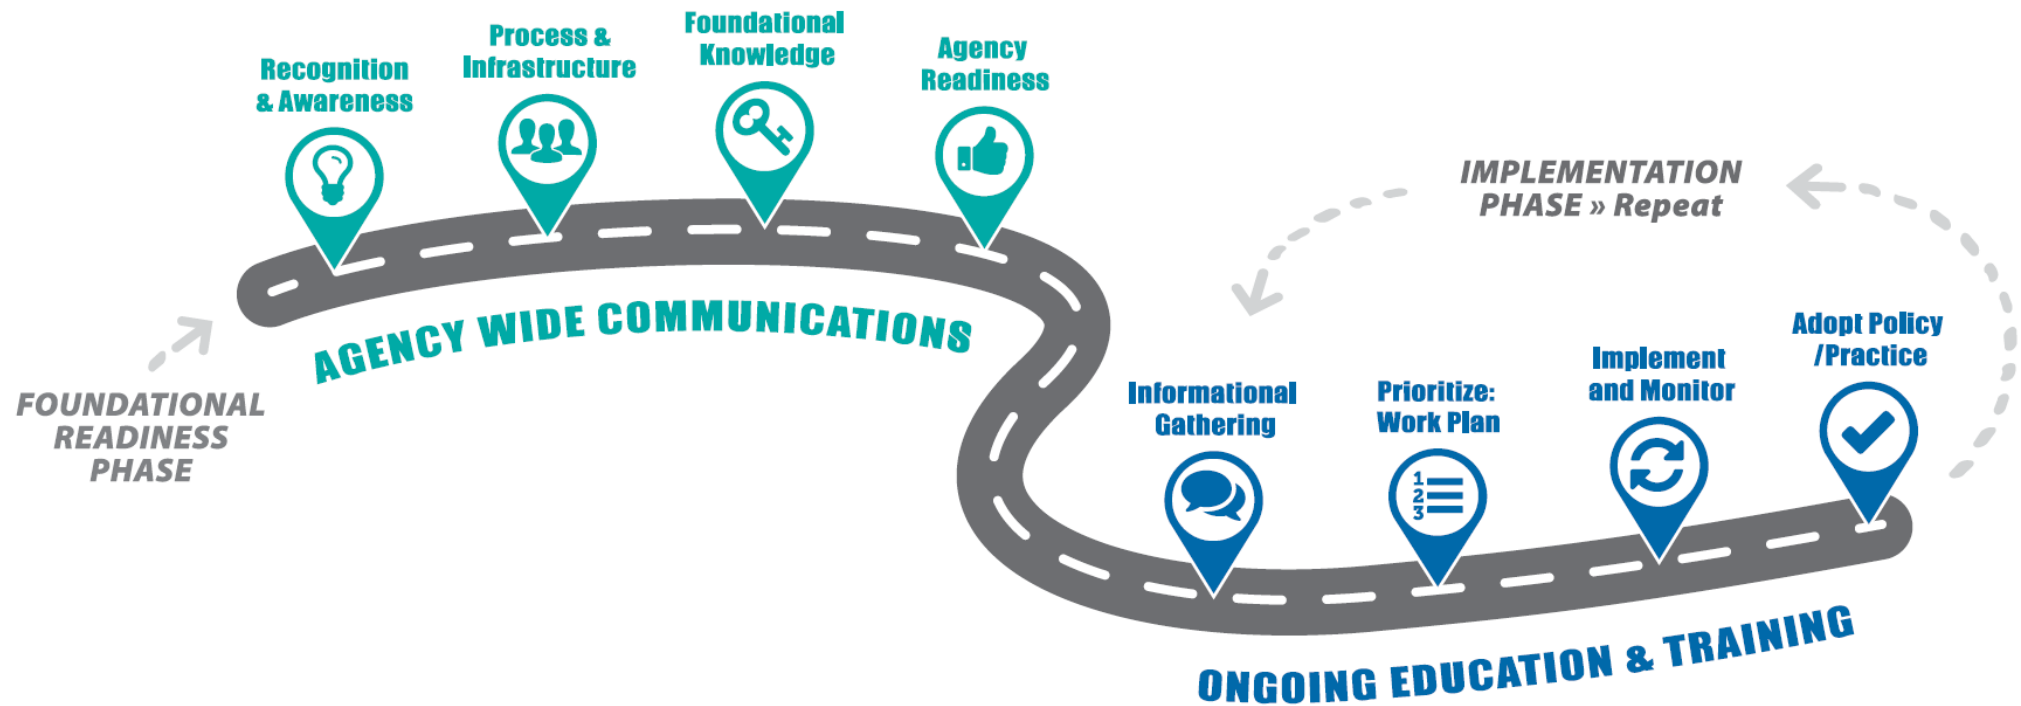 FOUNDATIONAL
READINESS
PHASE
Recognition
& Awareness
Process &
Infrastructure
Foundational
Knowledge
Agency
Readiness
AGENCY WIDE COMMUNICATIONS
IMPLEMENTATION
PHASE » Repeat
Informational
Gathering
Prioritize:
Work Plan
1
2
3
Implement
and Monitor
Adopt Policy
/Practice
ONGOING EDUCATION & TRAINING